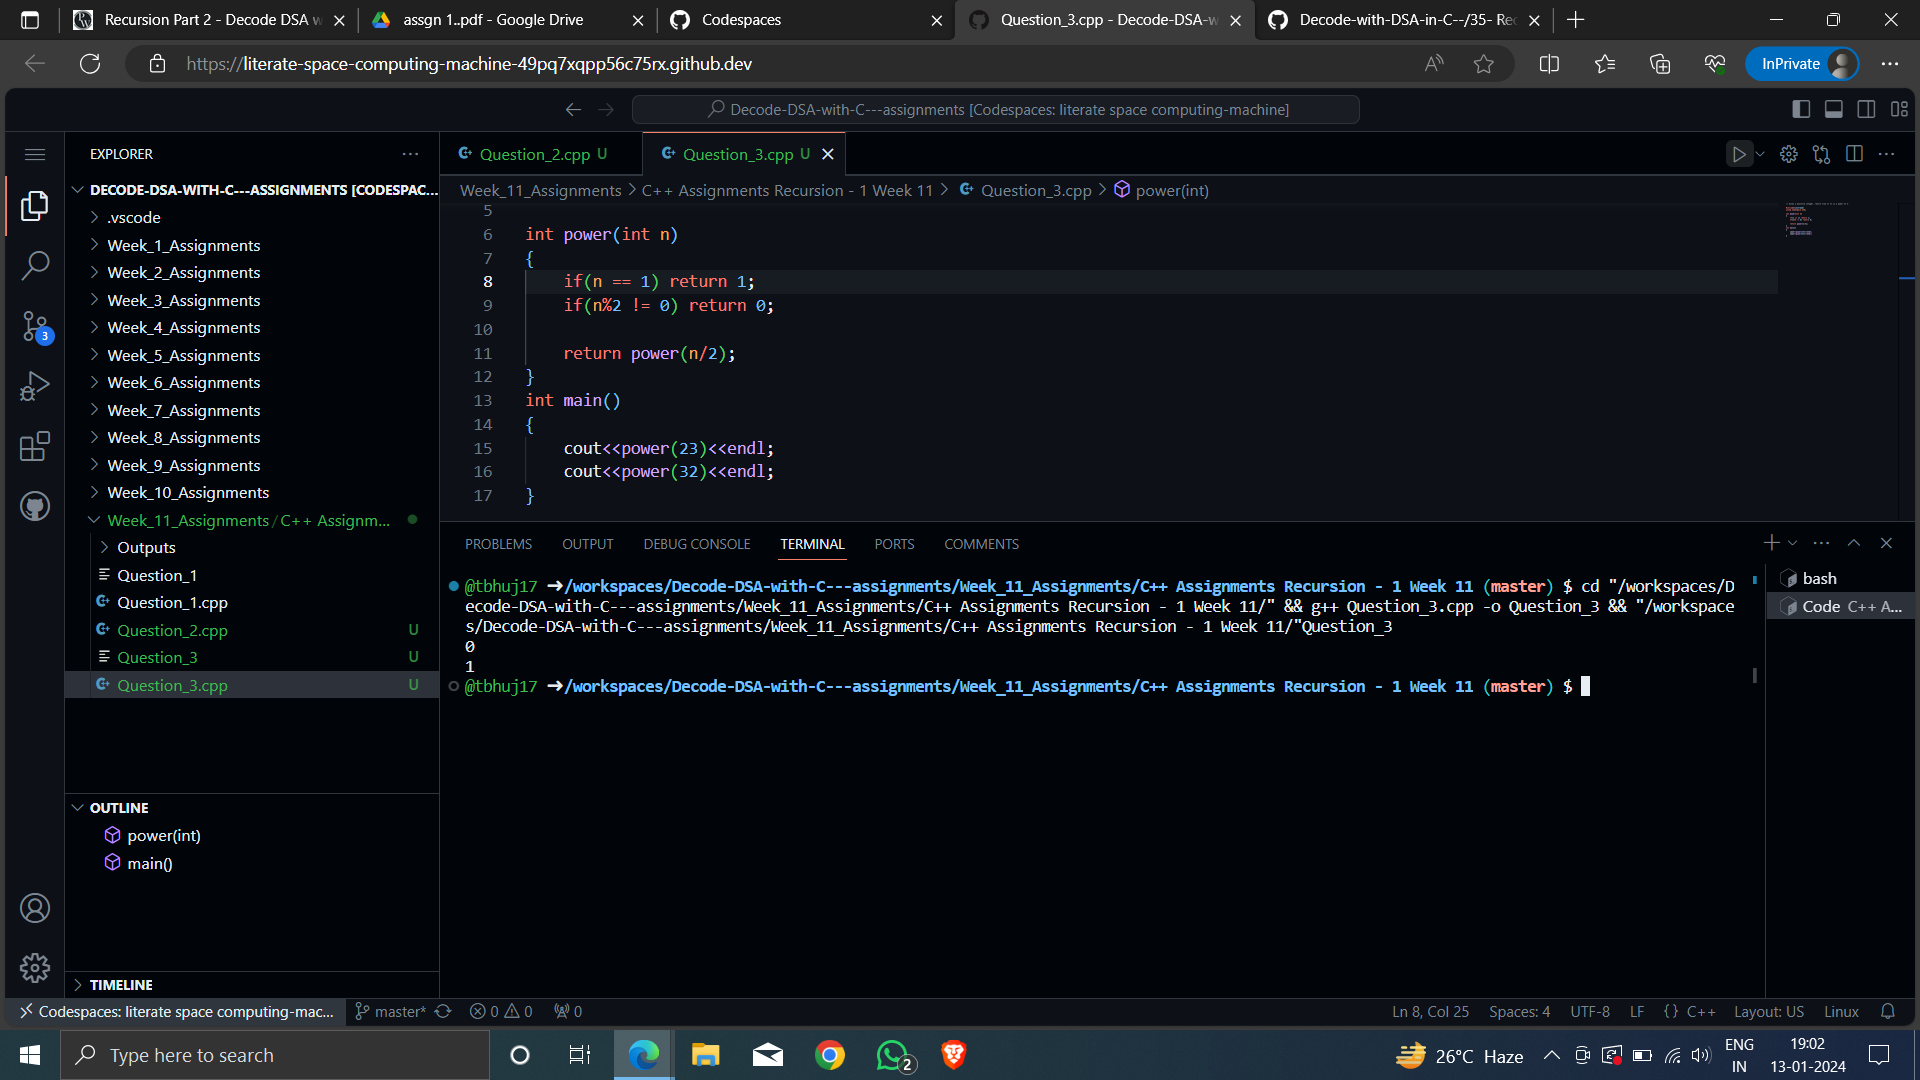 Recursion Part 2 - Decode DSA w
assgn 1..pdf - Google Drive
Codespaces
Question_3.cpp - Decode-DSA-w
Decode-with-DSA-in-C--/35- Rec
https://literate-space-computing-machine-49pq7xqpp56c75rx.github.dev
InPrivate
Decode-DSA-with-C---assignments [Codespaces: literate space computing-machine]
EXPLORER
DECODE-DSA-WITH-C---ASSIGNMENTS [CODESPAC...
.vscode
Week_1_Assignments
Week_2_Assignments
Week_3_Assignments
Week_4_Assignments
Week_5_Assignments
Week_6_Assignments
Week_7_Assignments
Week_8_Assignments
Week_9_Assignments
Week_10_Assignments
Week_11_Assignments / C++ Assignm...
Outputs
Question_1
Question_1.cpp
Question_2.cpp U
Question_3 U
Question_3.cpp U
3
OUTLINE
power(int)
main()
TIMELINE
Question_2.cpp U
Question_3.cpp U
Week_11_Assignments > C++ Assignments Recursion - 1 Week 11 > Question_3.cpp > power(int)
5
6 int power(int n)
7 {
8 if(n == 1) return 1;
9 if(n%2 != 0) return 0;
10
11 return power(n/2);
12 }
13 int main()
14 {
15 cout<<power(23)<<endl;
16 cout<<power(32)<<endl;
17 }
PROBLEMS OUTPUT DEBUG CONSOLE TERMINAL PORTS COMMENTS
@tbhuj17 ➜/workspaces/Decode-DSA-with-C---assignments/Week_11_Assignments/C++ Assignments Recursion - 1 Week 11 (master) $ cd "/workspaces/D
ecode-DSA-with-C---assignments/Week_11_Assignments/C++ Assignments Recursion - 1 Week 11/" && g++ Question_3.cpp -o Question_3 && "/workspace
s/Decode-DSA-with-C---assignments/Week_11_Assignments/C++ Assignments Recursion - 1 Week 11/"Question_3
0
1
@tbhuj17 ➜/workspaces/Decode-DSA-with-C---assignments/Week_11_Assignments/C++ Assignments Recursion - 1 Week 11 (master) $
bash
Code C++ A...
Codespaces: literate space computing-mac... master* 0 0 0
Ln 8, Col 25 Spaces: 4 UTF-8 LF {} C++ Layout: US Linux
Type here to search
2
26°C Haze
ENG
IN
19:02
13-01-2024